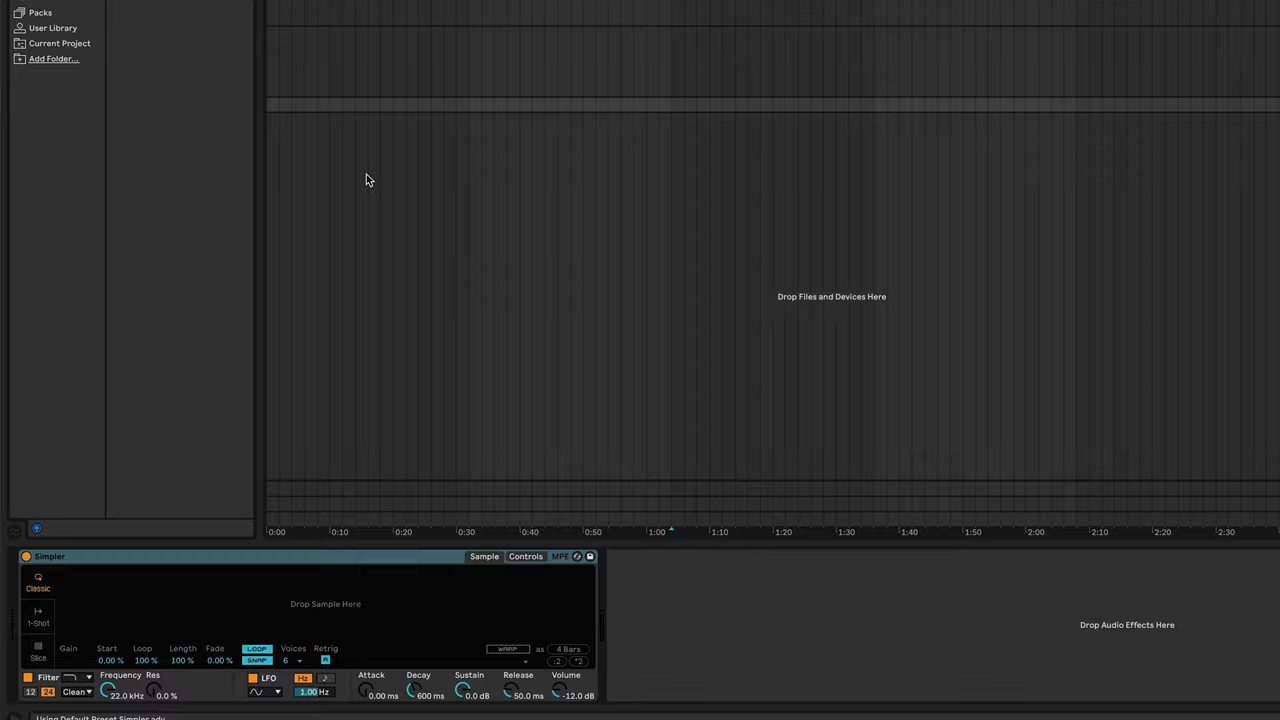 Packs
User Library
Current Project
Add Folder...
Drop Files and Devices Here
0:00 0:10 0:20 0:30 0:40 0:50 1:00 1:10 1:20 1:30 1:40 1:50 2:00 2:10 2:20 2:30
Simpler Sample Controls MPE
Classic
Drop Sample Here
1-Shot
Drop Audio Effects Here
Slice
Gain Start Loop Length Fade LOOP Voices Retrig WARP as 4 Bars
0.00 % 100 % 100 % 0.00 % SNAP 6 R :2 *2
Filter Frequency Res LFO Hz ♪ Attack Decay Sustain Release Volume
12 24 Clean 22.0 kHz 0.0 % 1.00 Hz 0.00 ms 600 ms 0.0 dB 50.0 ms -12.0 dB
Using Default Preset Simpler.adv